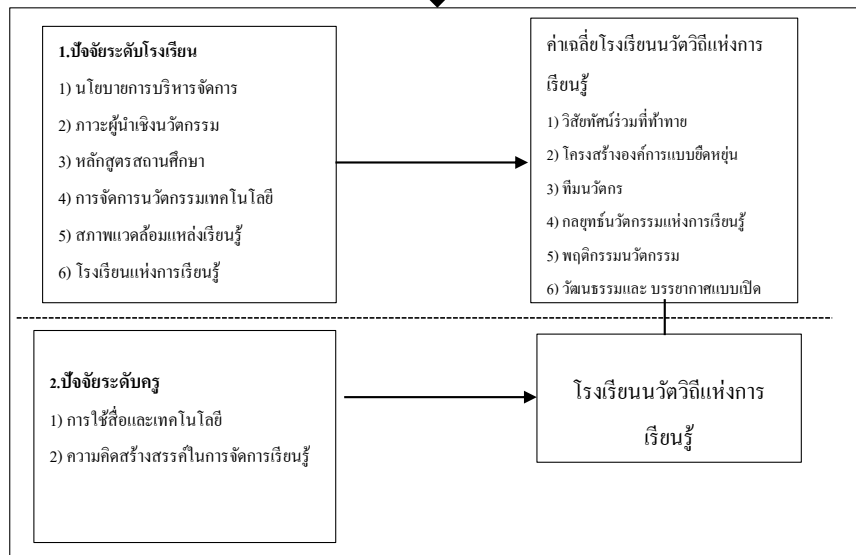 1.ปัจจัยระดับโรงเรียน
1) นโยบายการบริหารจัดการ
2) ภาวะผู้นำเชิงนวัตกรรม
3) หลักสูตรสถานศึกษา
4) การจัดการนวัตกรรมเทคโนโลยี
5) สภาพแวดล้อมแหล่งเรียนรู้
6) โรงเรียนแห่งการเรียนรู้
ค่าเฉลี่ยโรงเรียนนวัตวิถีแห่งการ
เรียนรู้
1) วิสัยทัศน์ร่วมที่ท้าทาย
2) โครงสร้างองค์การแบบยืดหยุ่น
3) ทีมนวัตกร
4) กลยุทธ์นวัตกรรมแห่งการเรียนรู้
5) พฤติกรรมนวัตกรรม
6) วัฒนธรรมและ บรรยากาศแบบเปิด
2.ปัจจัยระดับครู
1) การใช้สื่อและเทคโนโลยี
2) ความคิดสร้างสรรค์ในการจัดการเรียนรู้
โรงเรียนนวัตวิถีแห่งการ
เรียนรู้